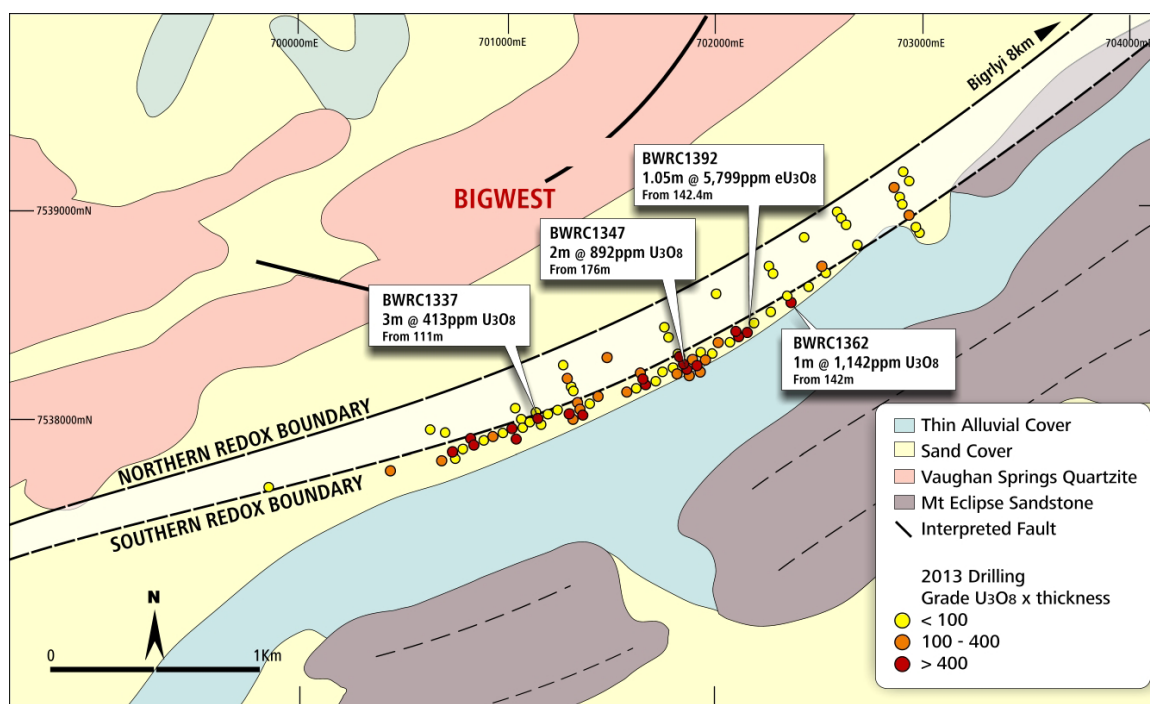 700000mE
701000mE
702000mE
703000mE
704000mE
Bigrlyi 8km
7539000mN
7538000mN
BIGWEST
BWRC1392
1.05m @ 5,799ppm eU3O8
From 142.4m
BWRC1347
2m @ 892ppm U3O8
From 176m
BWRC1337
3m @ 413ppm U3O8
From 111m
BWRC1362
1m @ 1,142ppm U3O8
From 142m
NORTHERN REDOX BOUNDARY
SOUTHERN REDOX BOUNDARY
N
0
1Km
Thin Alluvial Cover
Sand Cover
Vaughan Springs Quartzite
Mt Eclipse Sandstone
Interpreted Fault
2013 Drilling
Grade U3O8 x thickness
< 100
100 - 400
> 400